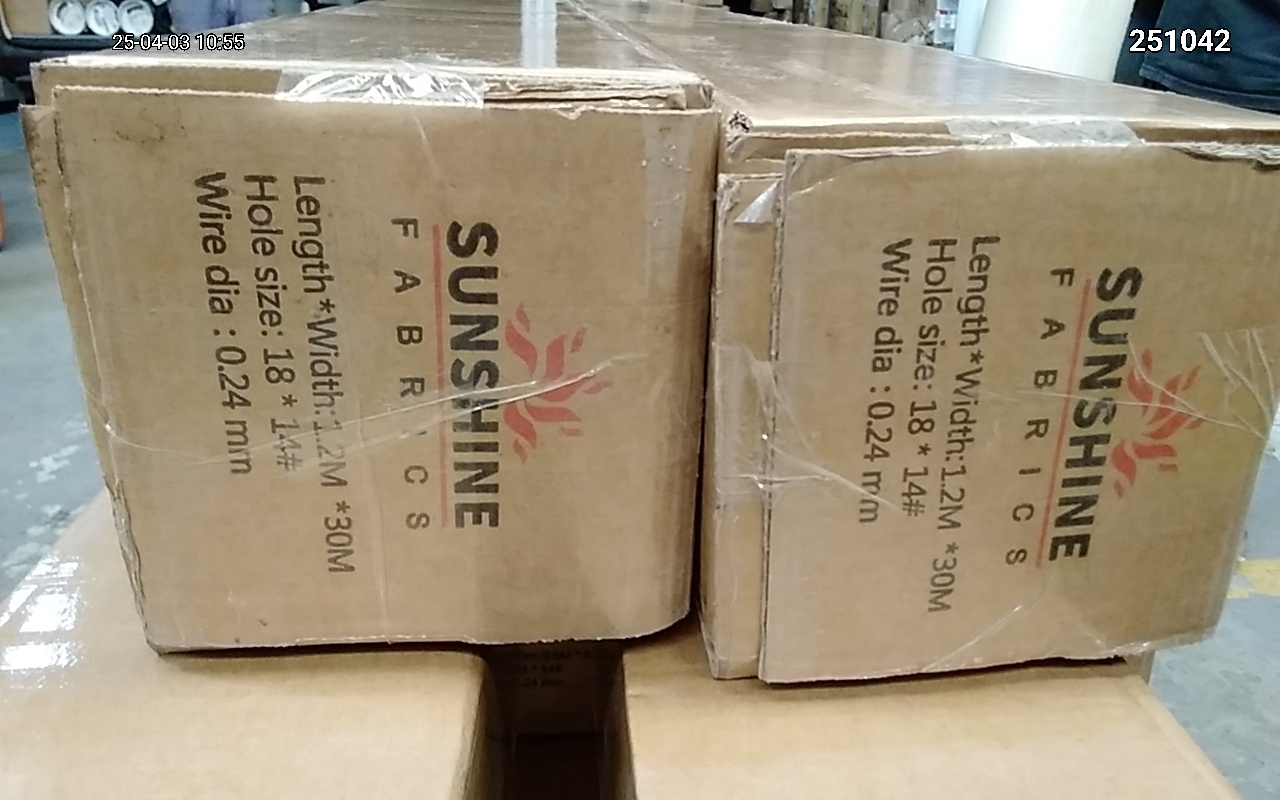 25-04-03 10:55
251042
SUNSHINE
FABRICS
Length*Width:1.2M *30M
Hole size: 18 * 14#
Wire dia : 0.24 mm
SUNSHINE
FABRICS
Length*Width:1.2M *30M
Hole size: 18 * 14#
Wire dia : 0.24 mm